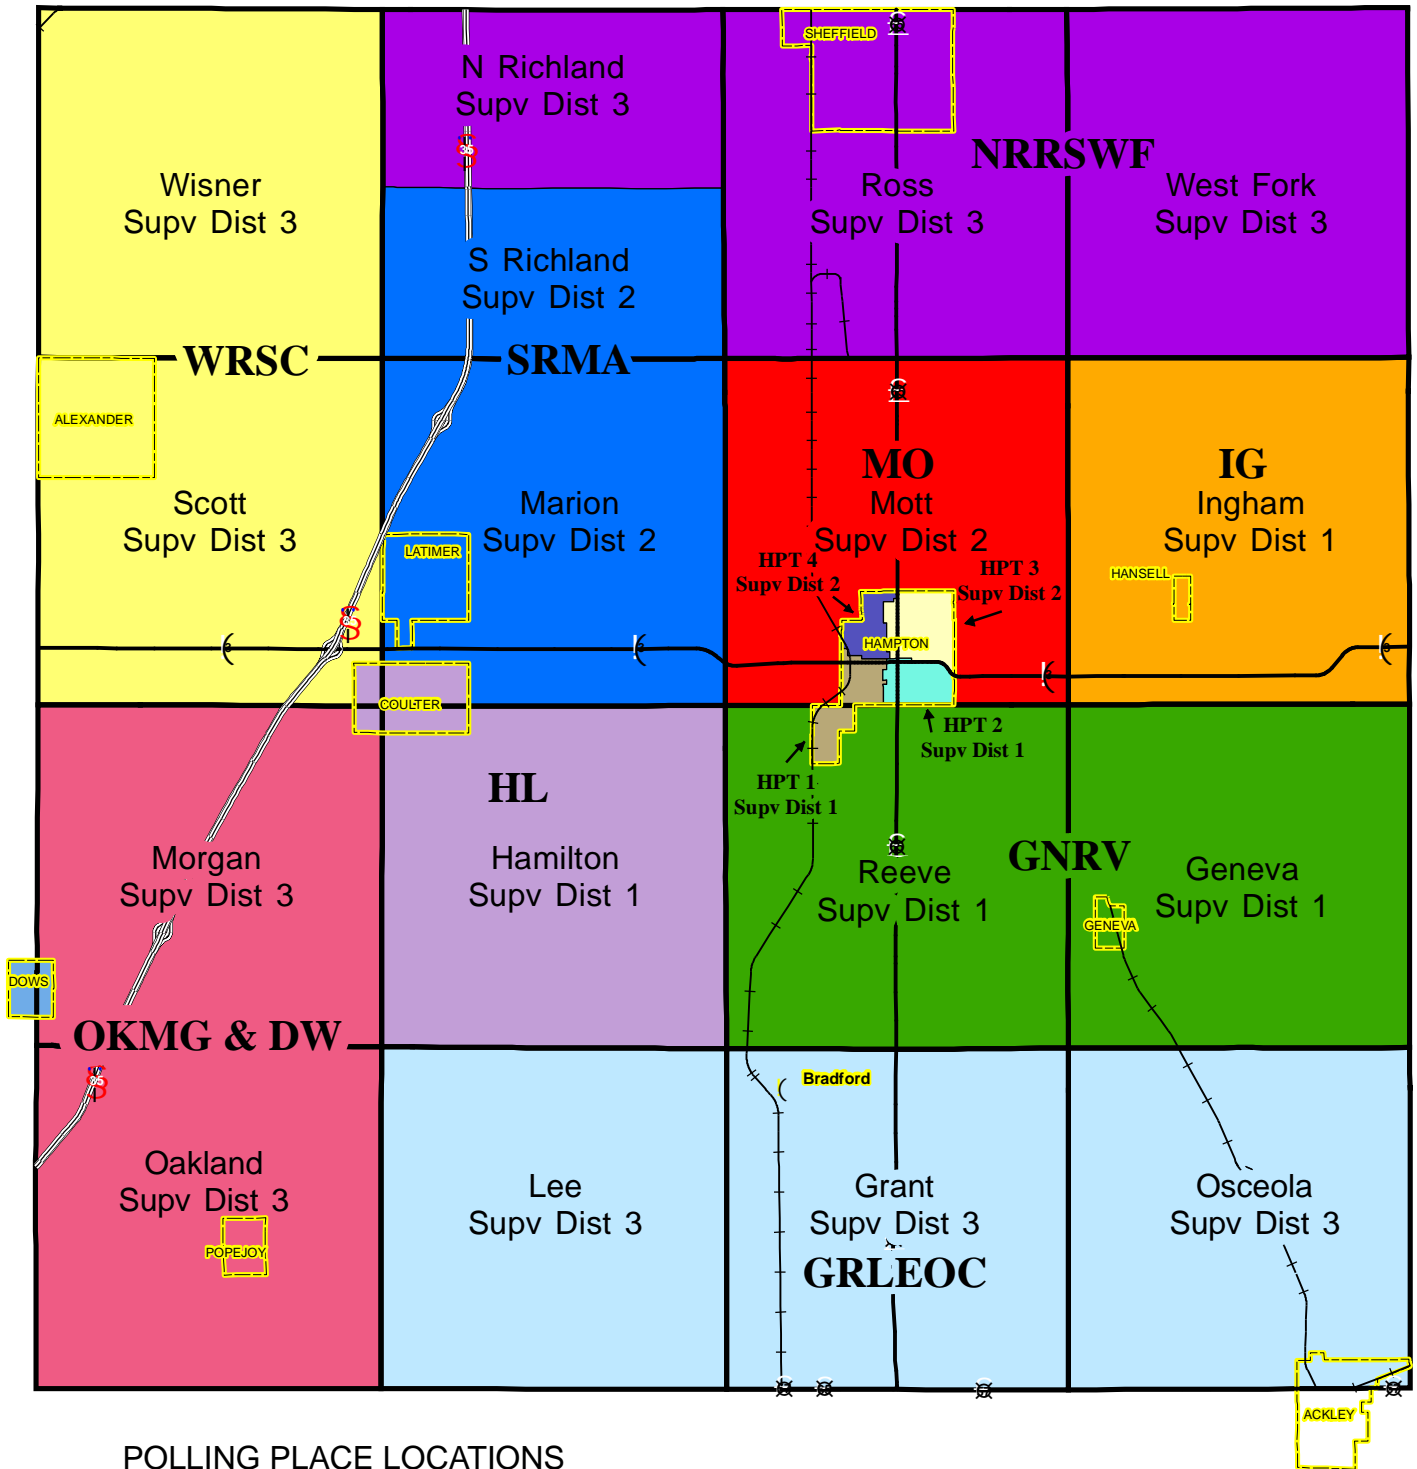 SHEFFIELD
N Richland
Supv Dist 3
35
NRRSWF
Wisner
Supv Dist 3
Ross
Supv Dist 3
West Fork
Supv Dist 3
S Richland
Supv Dist 2
WRSC
SRMA
ALEXANDER
MO
IG
Scott
Supv Dist 3
Marion
Supv Dist 2
Mott
Supv Dist 2
Ingham
Supv Dist 1
LATIMER
HPT 4
Supv Dist 2
HPT 3
Supv Dist 2
HANSELL
HAMPTON
COULTER
HPT 2
Supv Dist 1
HPT 1
Supv Dist 1
HL
Morgan
Supv Dist 3
Hamilton
Supv Dist 1
GNRV
Reeve
Supv Dist 1
Geneva
Supv Dist 1
GENEVA
DOWS
OKMG & DW
35
Bradford
Oakland
Supv Dist 3
Lee
Supv Dist 3
Grant
Supv Dist 3
Osceola
Supv Dist 3
POPEJOY
GRLEOC
ACKLEY
POLLING PLACE LOCATIONS